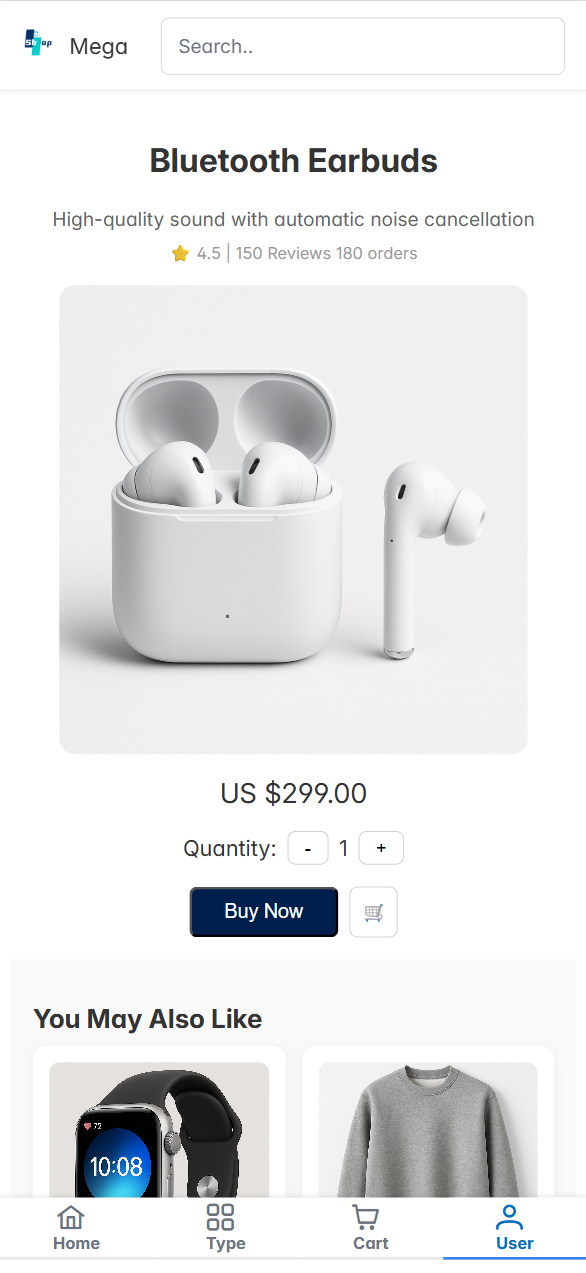 Shop Mega Search..
Bluetooth Earbuds
High-quality sound with automatic noise cancellation
⭐ 4.5 | 150 Reviews 180 orders
US $299.00
Quantity: - 1 +
Buy Now
You May Also Like
72
10:08
Home Type Cart User